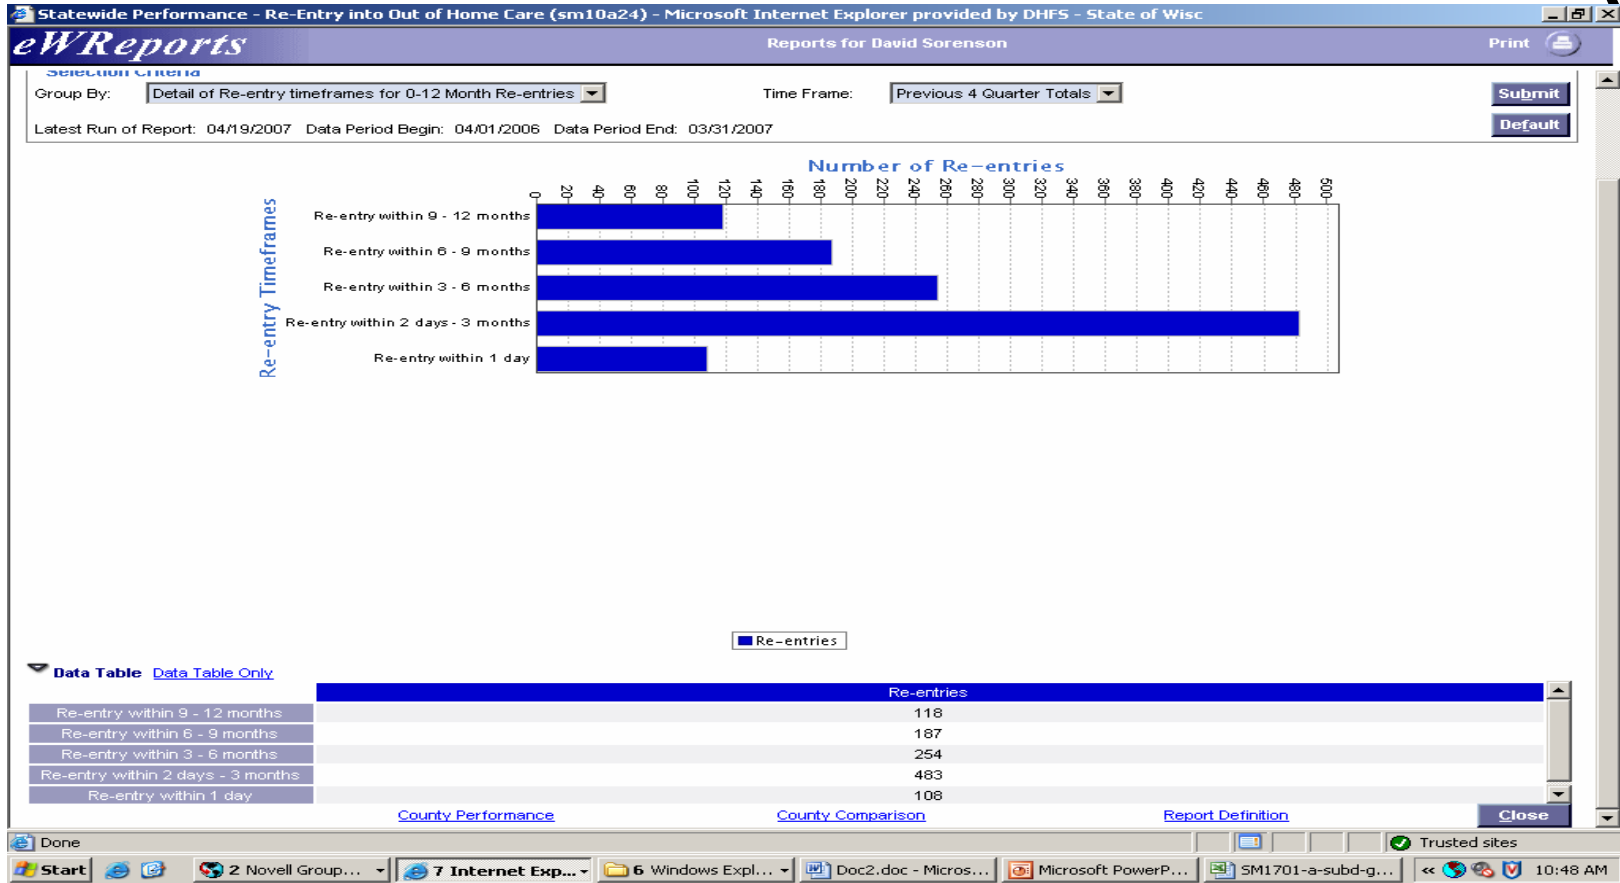 Statewide Performance - Re-Entry into Out of Home Care (sm10a24) - Microsoft Internet Explorer provided by DHFS - State of Wisc
eWReports
Reports for David Sorenson
Print
Selection Criteria
Group By: Detail of Re-entry timeframes for 0-12 Month Re-entries
Time Frame: Previous 4 Quarter Totals
Submit
Latest Run of Report: 04/19/2007 Data Period Begin: 04/01/2006 Data Period End: 03/31/2007
Default
Number of Re-entries
0 20 40 60 80 100 120 140 160 180 200 220 240 260 280 300 320 340 360 380 400 420 440 460 480 500
Re-entry Timeframes
Re-entry within 9 - 12 months
Re-entry within 6 - 9 months
Re-entry within 3 - 6 months
Re-entry within 2 days - 3 months
Re-entry within 1 day
Re-entries
Data Table Data Table Only
Re-entries
Re-entry within 9 - 12 months 118
Re-entry within 6 - 9 months 187
Re-entry within 3 - 6 months 254
Re-entry within 2 days - 3 months 483
Re-entry within 1 day 108
County Performance County Comparison Report Definition Close
Done Trusted sites
Start 2 Novell Group... 7 Internet Exp... 6 Windows Expl... Doc2.doc - Micros... Microsoft PowerP... SM1701-a-subd-g... « 10:48 AM